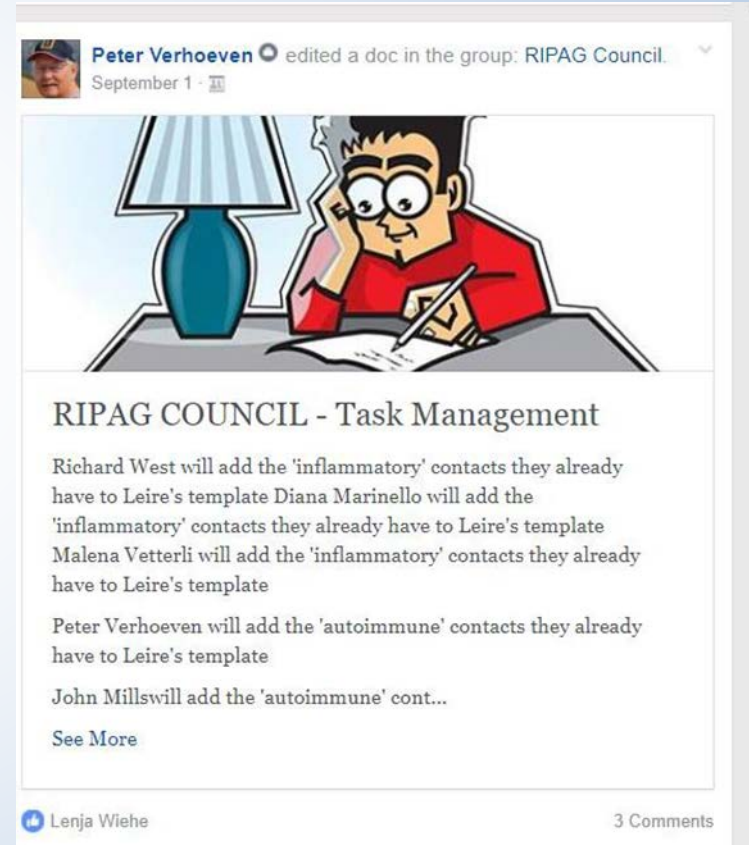 Peter Verhoeven edited a doc in the group: RIPAG Council.
September 1 ·
RIPAG COUNCIL - Task Management
Richard West will add the 'inflammatory' contacts they already
have to Leire's template Diana Marinello will add the
'inflammatory' contacts they already have to Leire's template
Malena Vetterli will add the 'inflammatory' contacts they already
have to Leire's template
Peter Verhoeven will add the 'autoimmune' contacts they already
have to Leire's template
John Millswill add the 'autoimmune' cont...
See More
Lenja Wiehe 3 Comments